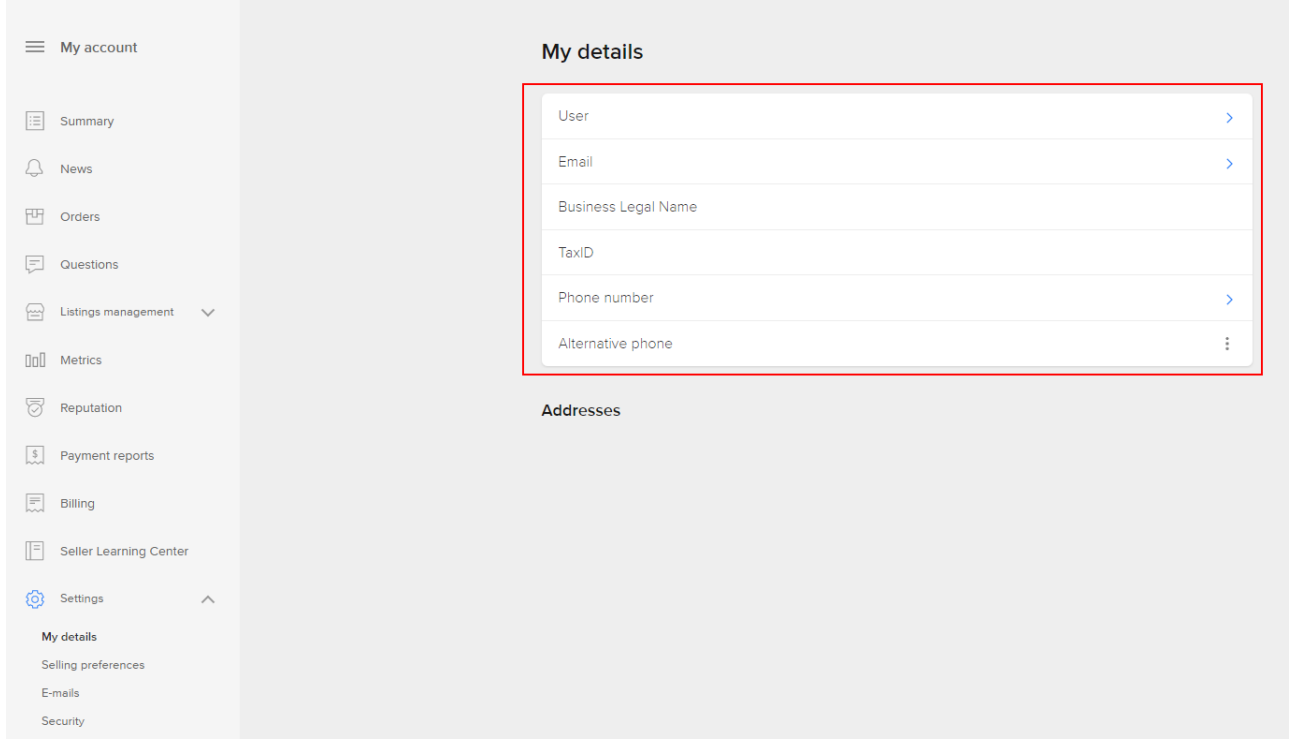 My account
Summary
News
Orders
Questions
Listings management
Metrics
Reputation
Payment reports
Billing
Seller Learning Center
Settings
My details
Selling preferences
E-mails
Security
My details
User
Email
Business Legal Name
TaxID
Phone number
Alternative phone
Addresses